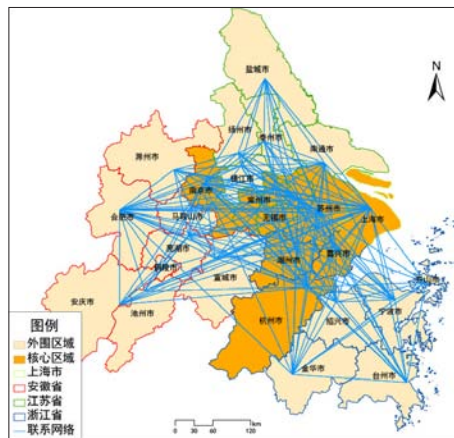 N
盐城市
扬州市
泰州市
南通市
滁州市
南京市
镇江市
常州市
无锡市
苏州市
上海市
合肥市
马鞍山市
芜湖市
铜陵市
宣城市
湖州市
嘉兴市
舟山市
安庆市
池州市
杭州市
绍兴市
宁波市
金华市
台州市
图例
外围区域
核心区域
上海市
安徽省
江苏省
浙江省
联系网络
0 30 60 120
km